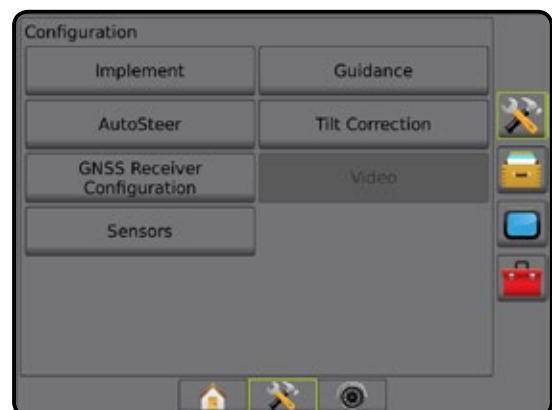 Configuration
Implement
Guidance
AutoSteer
Tilt Correction
GNSS Receiver
Configuration
Video
Sensors